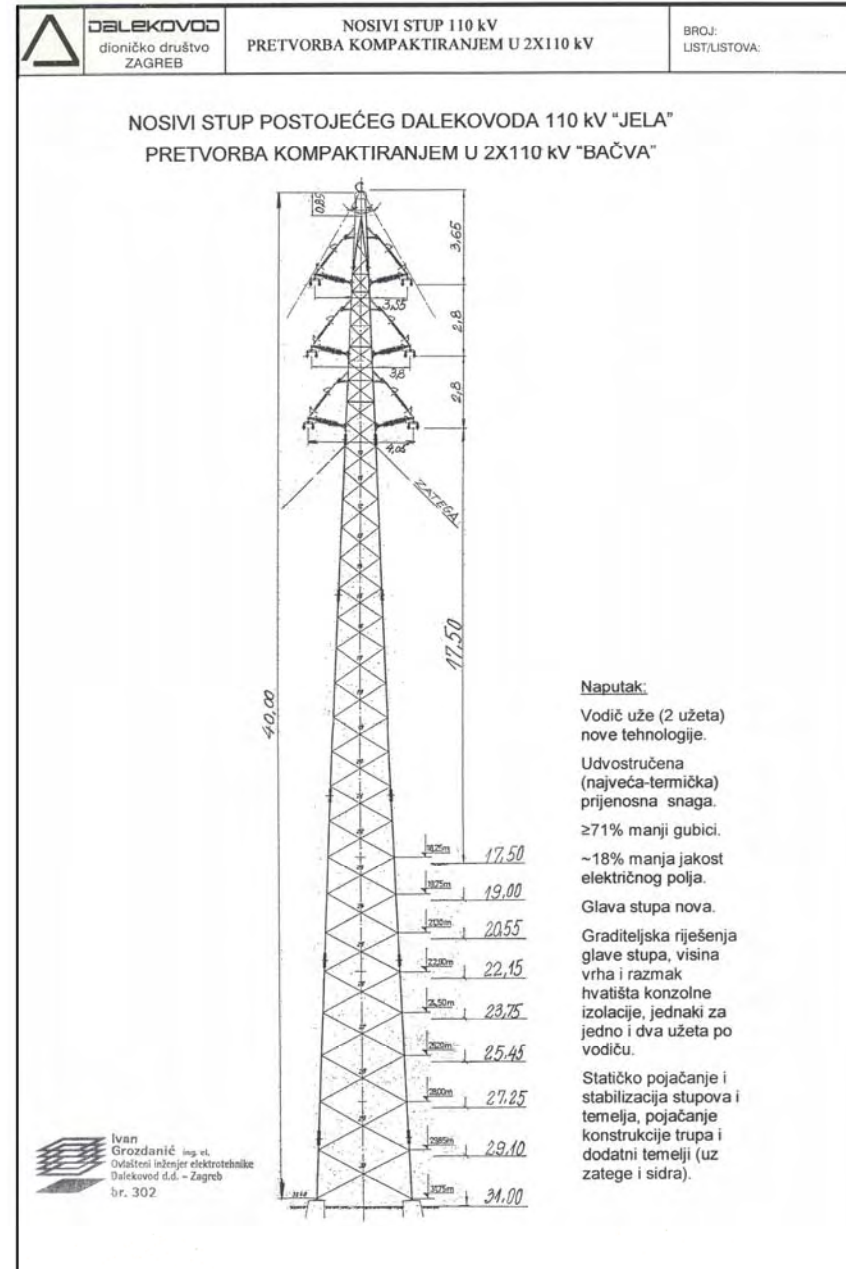 DALEKOVOD
dioničko društvo
ZAGREB
NOSIVI STUP 110 kV
PRETVORBA KOMPAKTIRANJEM U 2X110 kV
BROJ:
LIST/LISTOVA:
NOSIVI STUP POSTOJEĆEG DALEKOVODA 110 kV "JELA"
PRETVORBA KOMPAKTIRANJEM U 2X110 kV "BAČVA"
0,85
3,65
3,55
2,8
3,8
2,8
4,05
ZATEGA
17,50
40,00
17,50
19,00
20,55
22,15
23,75
25,45
27,25
29,10
31,00
Naputak:
Vodič uže (2 užeta)
nove tehnologije.
Udvostručena
(najveća-termička)
prijenosna snaga.
≥71% manji gubici.
~18% manja jakost
električnog polja.
Glava stupa nova.
Graditeljska riješenja
glave stupa, visina
vrha i razmak
hvatišta konzolne
izolacije, jednaki za
jedno i dva užeta po
vodiču.
Statičko pojačanje i
stabilizacija stupova i
temelja, pojačanje
konstrukcije trupa i
dodatni temelji (uz
zatege i sidra).
Ivan
Grozdanić ing. el.
Ovlašteni inženjer elektrotehnike
Dalekovod d.d. – Zagreb
br. 302